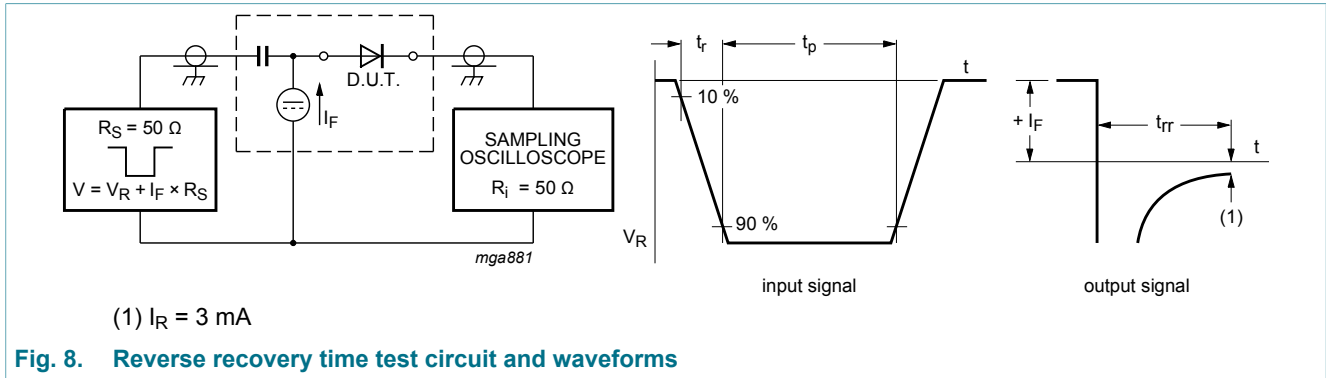 D.U.T.
I_F
R_S = 50 Ω
V = V_R + I_F × R_S
SAMPLING
OSCILLOSCOPE
R_i = 50 Ω
mga881
t_r
t_p
t
10 %
90 %
V_R
input signal
+ I_F
t_rr
t
(1)
output signal
(1) I_R = 3 mA
Fig. 8. Reverse recovery time test circuit and waveforms